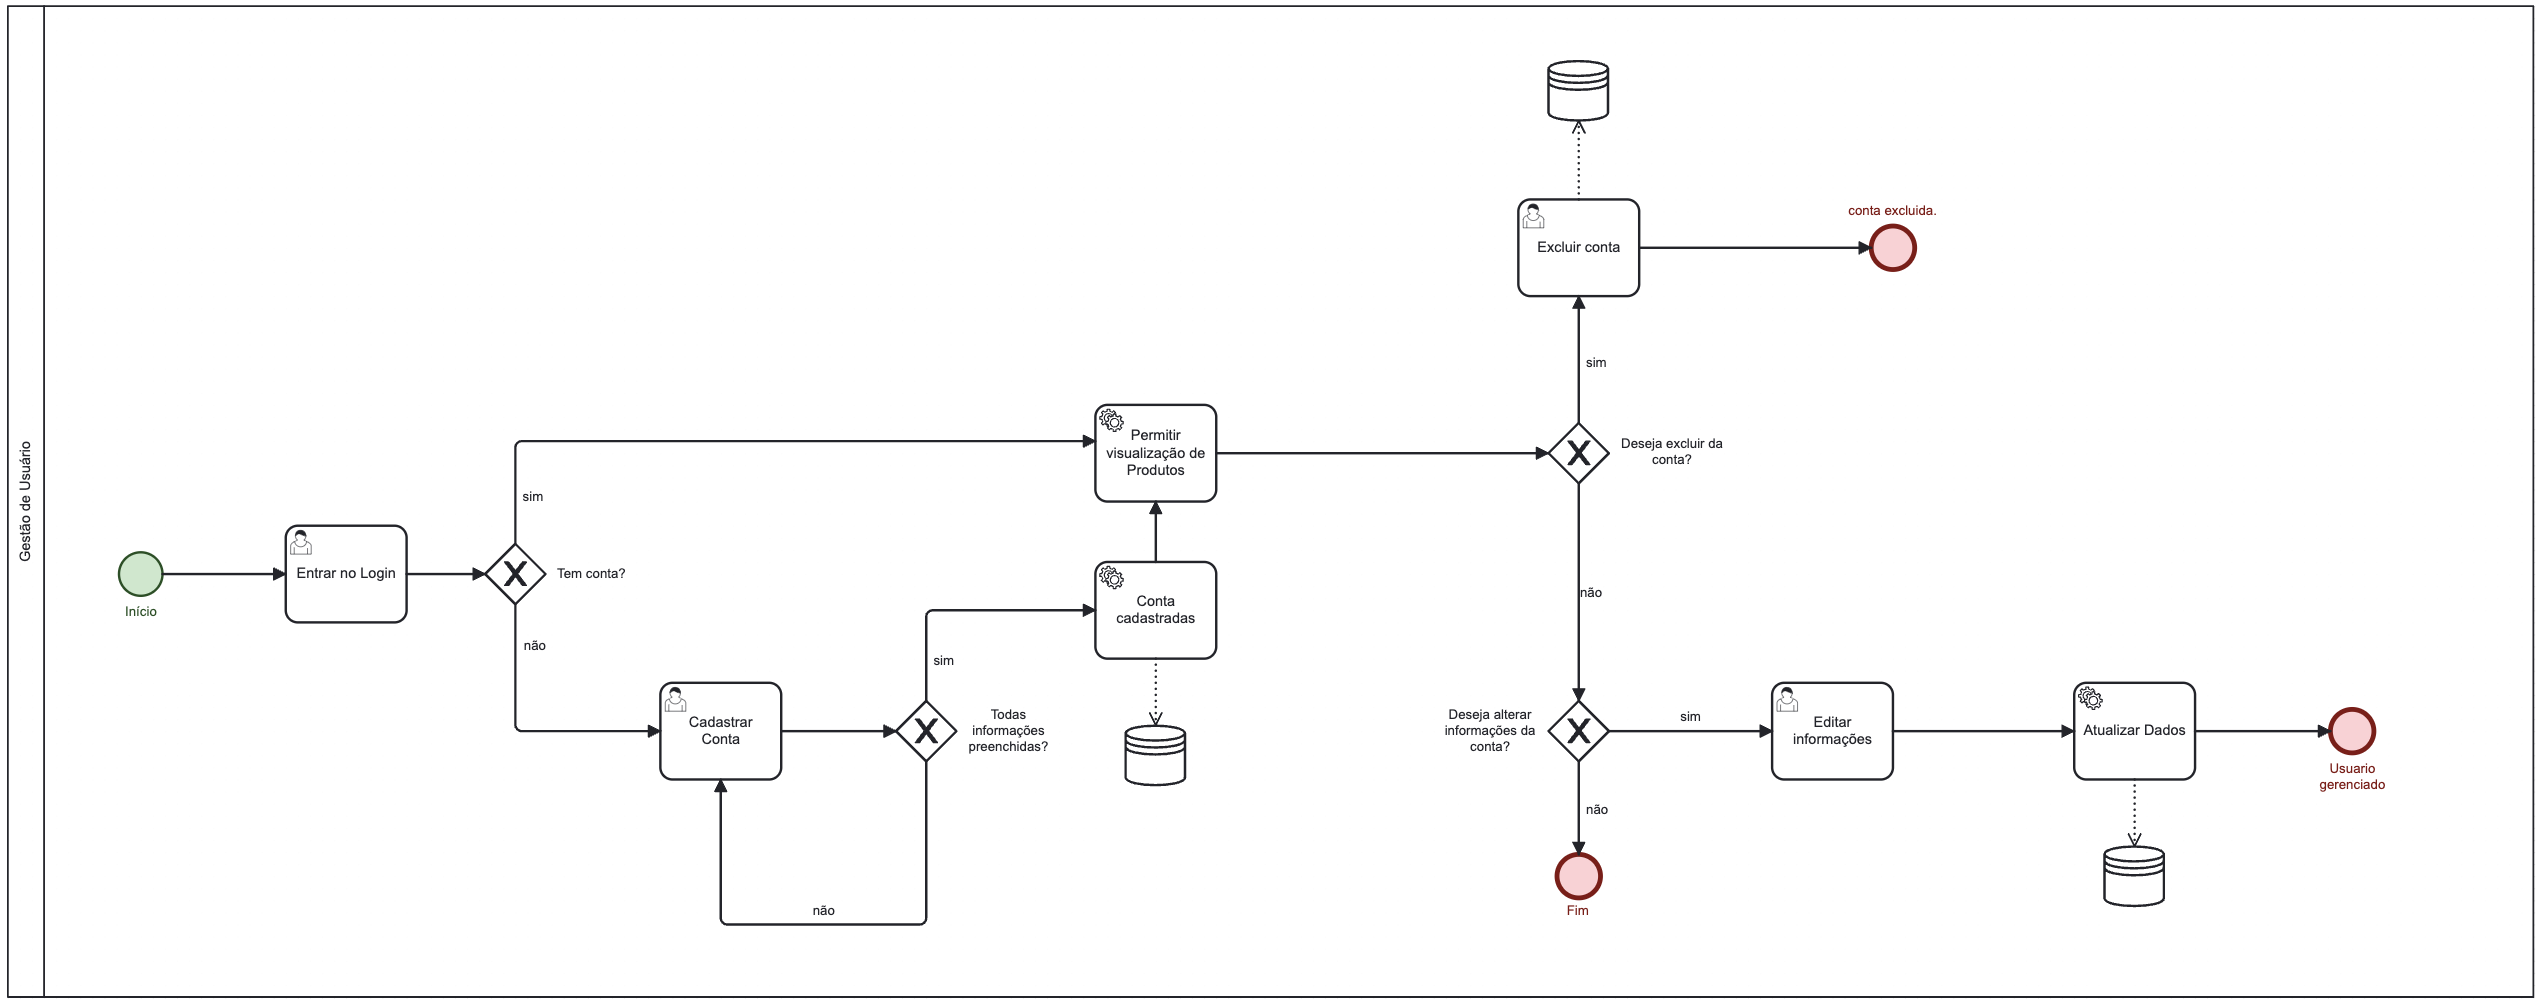 Gestão de Usuário
Início
Entrar no Login
Tem conta?
sim
não
Cadastrar
Conta
Todas
informações
preenchidas?
sim
não
Conta
cadastradas
Permitir
visualização de
Produtos
Deseja excluir da
conta?
sim
Excluir conta
conta excluida.
não
Deseja alterar
informações da
conta?
não
Fim
sim
Editar
informações
Atualizar Dados
Usuario
gerenciado